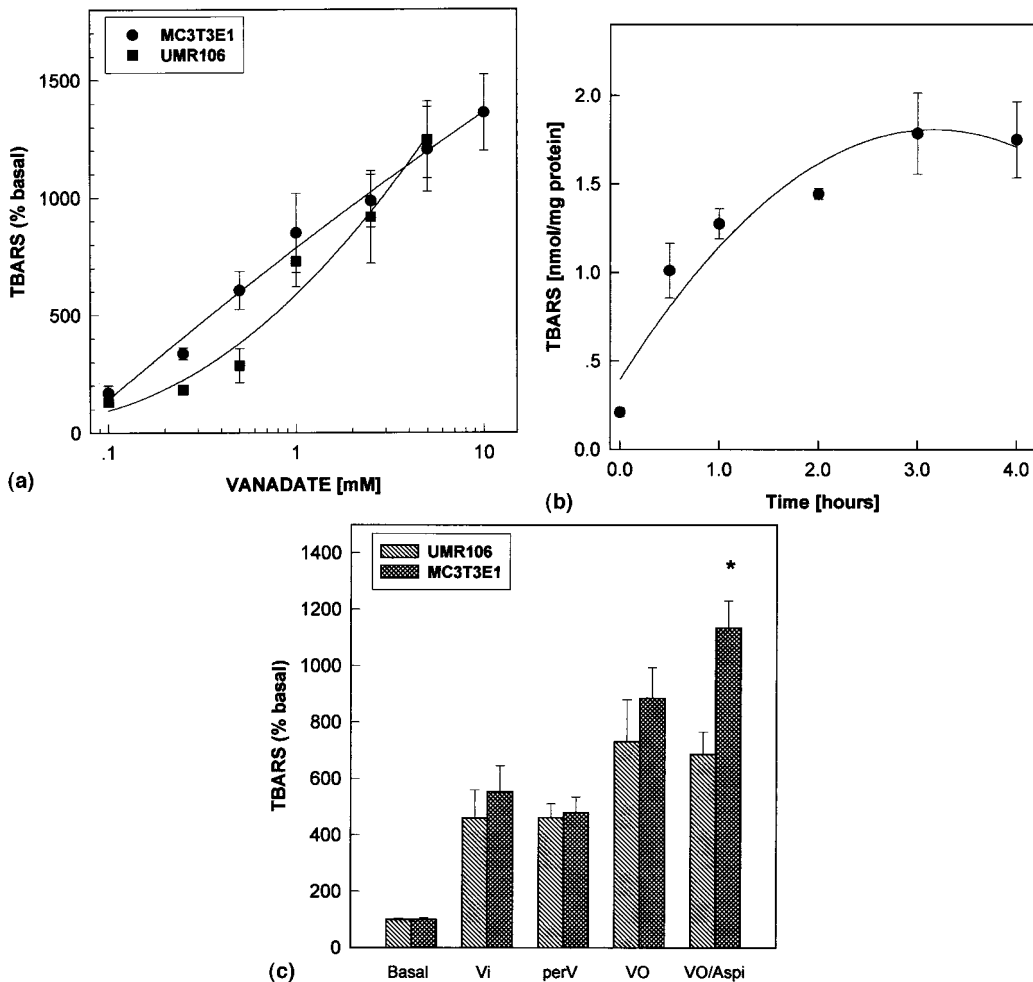 MC3T3E1
UMR106
TBARS (% basal)
1500
1000
500
0
.1
1
10
VANADATE [mM]
(a)
TBARS [nmol/mg protein]
2.0
1.5
1.0
.5
0.0
0.0
1.0
2.0
3.0
4.0
Time [hours]
(b)
UMR106
MC3T3E1
*
TBARS (% basal)
1400
1200
1000
800
600
400
200
0
Basal
Vi
perV
VO
VO/Aspi
(c)